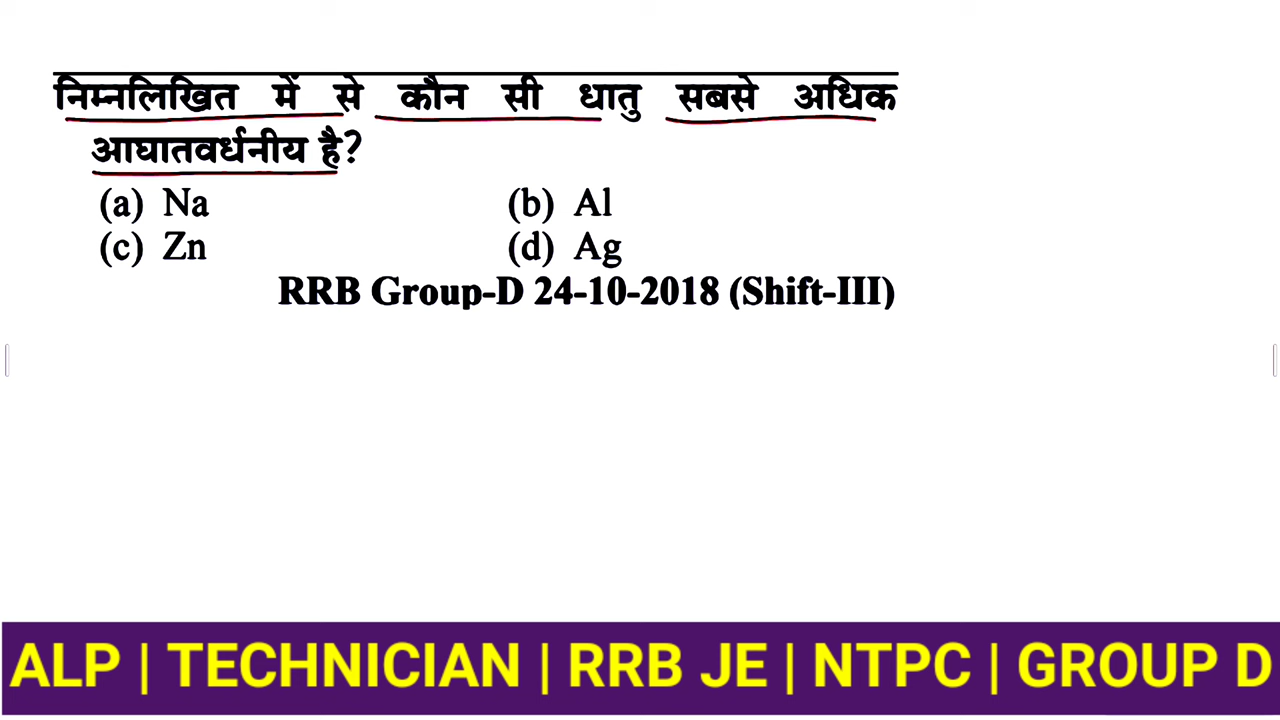 निम्नलिखित में से कौन सी धातु सबसे अधिक
आघातवर्धनीय है?
(a) Na (b) Al
(c) Zn (d) Ag
RRB Group-D 24-10-2018 (Shift-III)
ALP | TECHNICIAN | RRB JE | NTPC | GROUP D